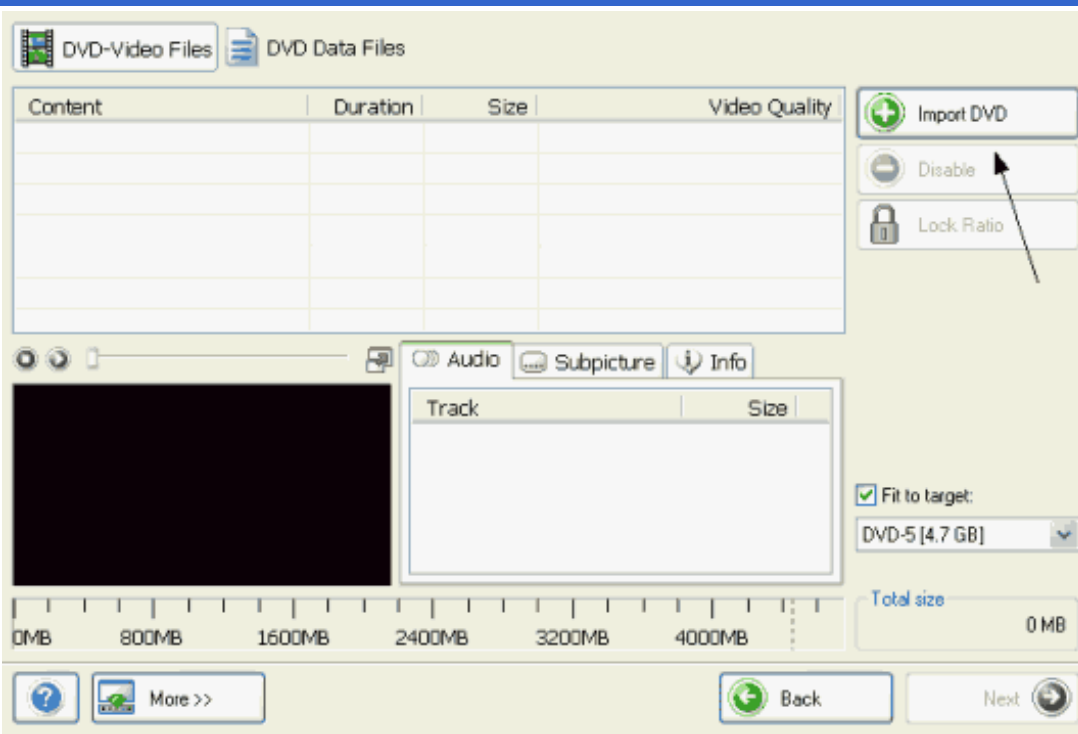 DVD-Video Files DVD Data Files
Content Duration Size Video Quality
Import DVD
Disable
Lock Ratio
Audio Subpicture Info
Track Size
Fit to target:
DVD-5 [4.7 GB]
Total size
0 MB
0MB 800MB 1600MB 2400MB 3200MB 4000MB
More >> Back Next